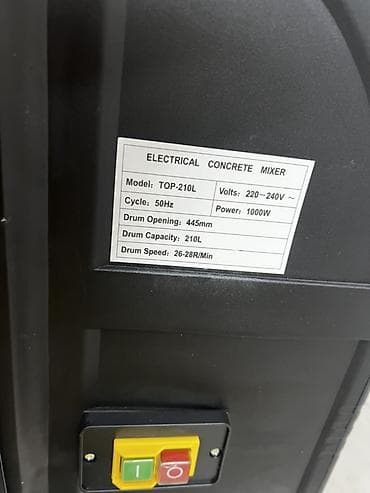 ELECTRICAL CONCRETE MIXER
Model: TOP-210L Volts: 220~240V ~
Cycle: 50Hz Power: 1000W
Drum Opening: 445mm
Drum Capacity: 210L
Drum Speed: 26-28R/Min
I O